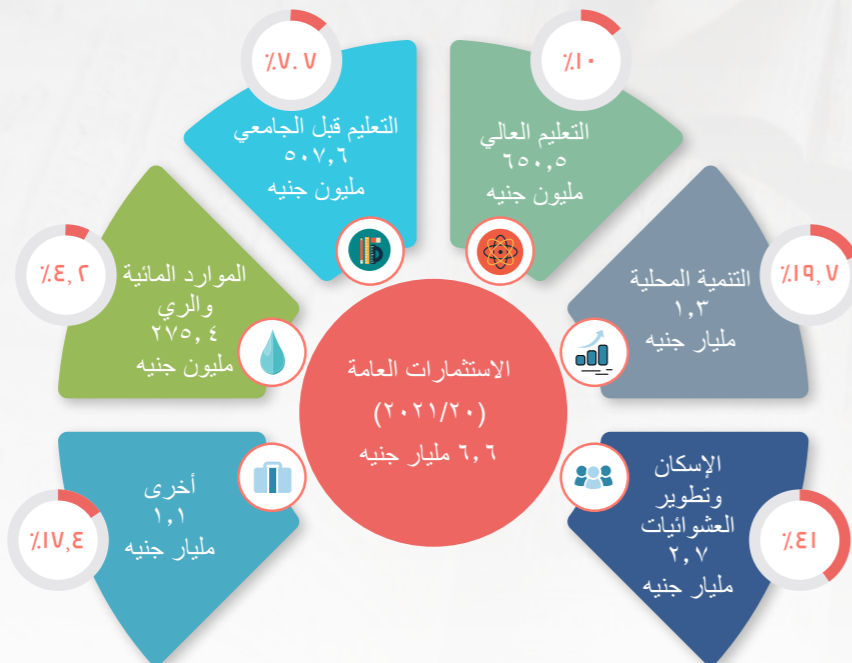 الاستثمارات العامة
(٢٠٢١/٢٠)
٦,٦ مليار جنيه
٪٤١
الإسكان
وتطوير
العشوائيات
٢,٧
مليار جنيه
٪١٩,٧
التنمية المحلية
١,٣
مليار جنيه
٪١٠
التعليم العالي
٦٥٠,٥
مليون جنيه
٪٧.٧
التعليم قبل الجامعي
٥٠٧,٦
مليون جنيه
٪٤,٢
الموارد المائية
والري
٢٧٥,٤
مليون جنيه
٪١٧,٤
أخرى
١,١
مليار جنيه